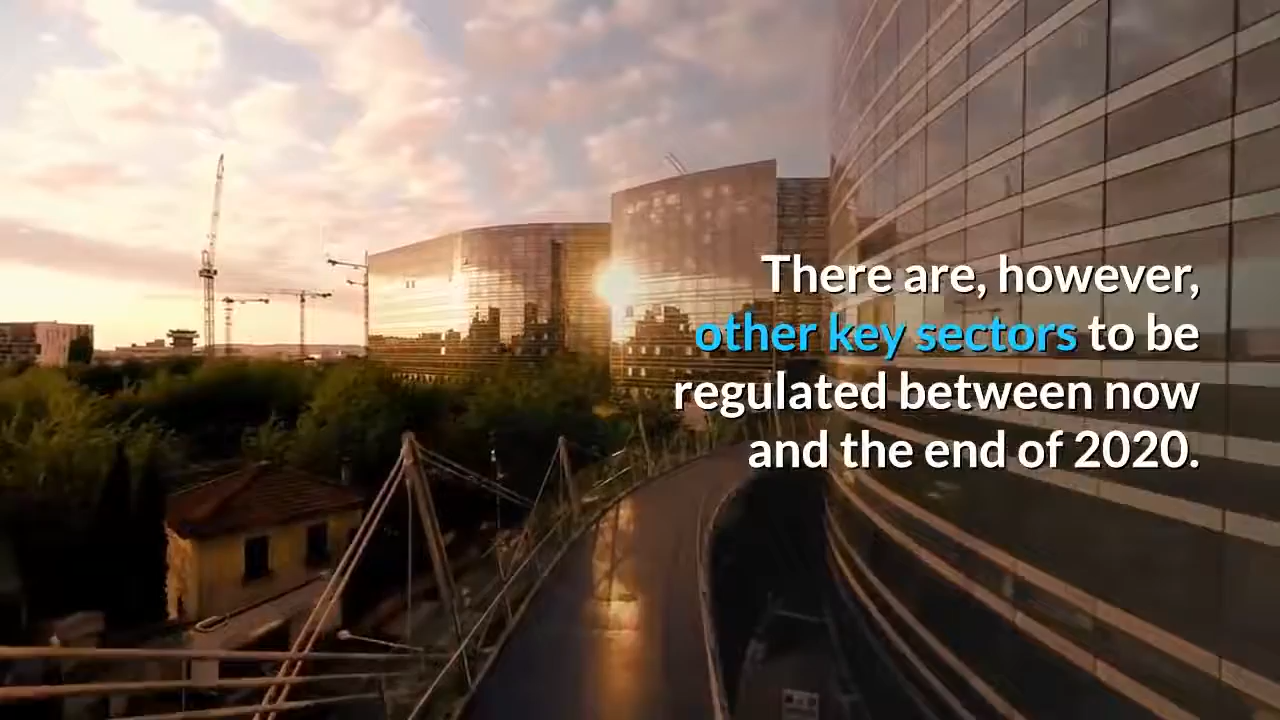 There are, however,
other key sectors to be
regulated between now
and the end of 2020.